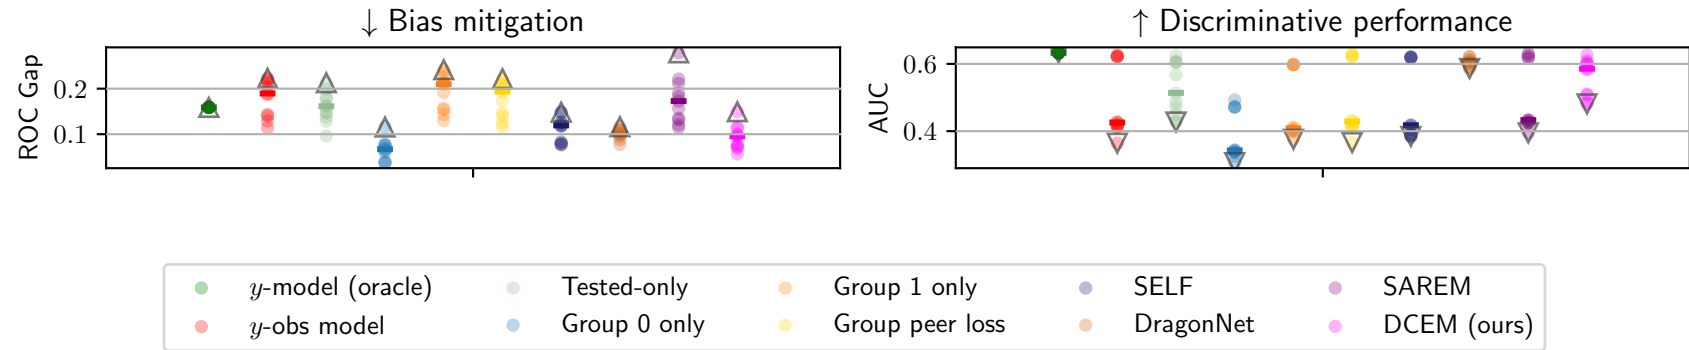 ↓ Bias mitigation
ROC Gap
0.2
0.1
↑ Discriminative performance
AUC
0.6
0.4
y-model (oracle)
Tested-only
Group 1 only
SELF
SAREM
y-obs model
Group 0 only
Group peer loss
DragonNet
DCEM (ours)